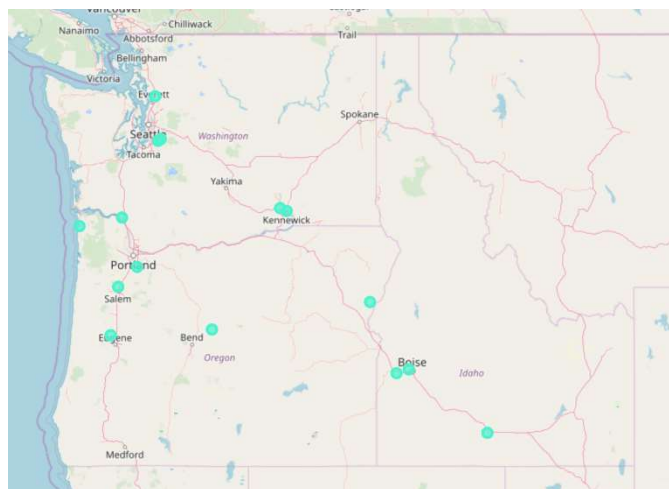 Vancouver
Chilliwack
Nanaimo
Abbotsford
Trail
Bellingham
Victoria
Everett
Spokane
Seattle
Washington
Tacoma
Yakima
Kennewick
Portland
Salem
Bend
Eugene
Oregon
Boise
Idaho
Medford